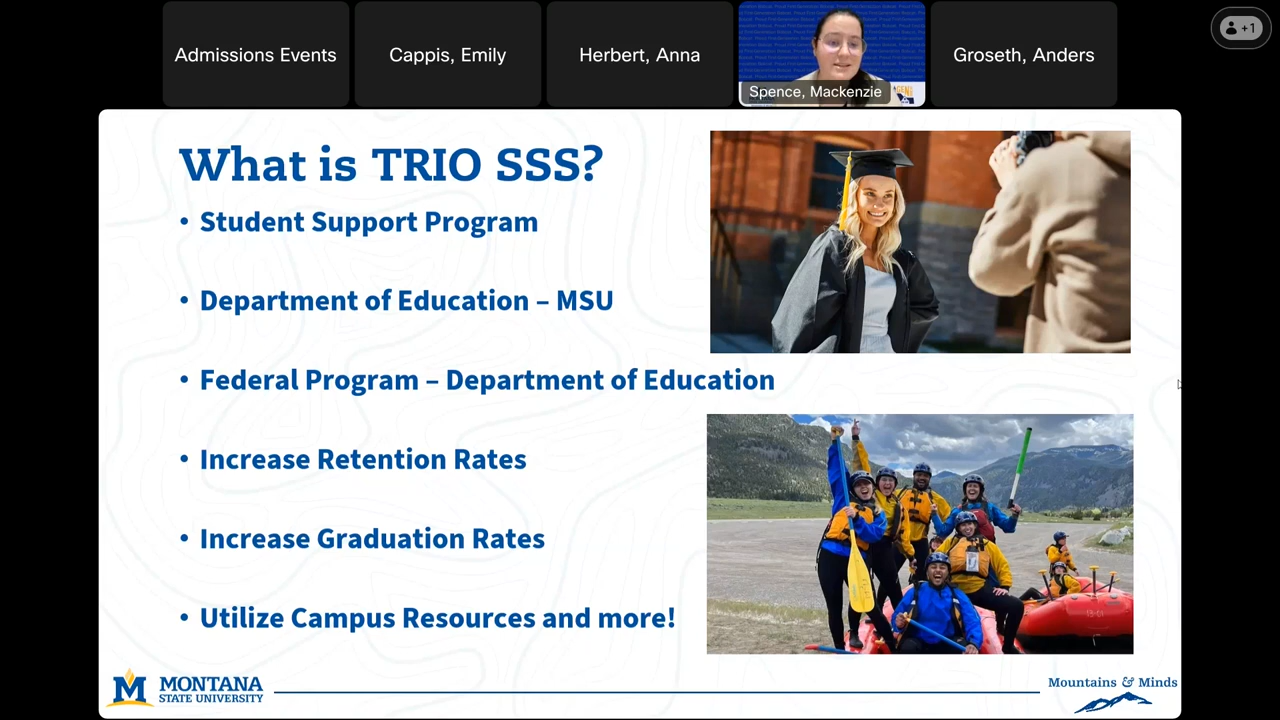 Admissions Events
Cappis, Emily
Herbert, Anna
Spence, Mackenzie
Groseth, Anders
+1
What is TRIO SSS?
• Student Support Program
• Department of Education – MSU
• Federal Program – Department of Education
• Increase Retention Rates
• Increase Graduation Rates
• Utilize Campus Resources and more!
M MONTANA
STATE UNIVERSITY
Mountains & Minds